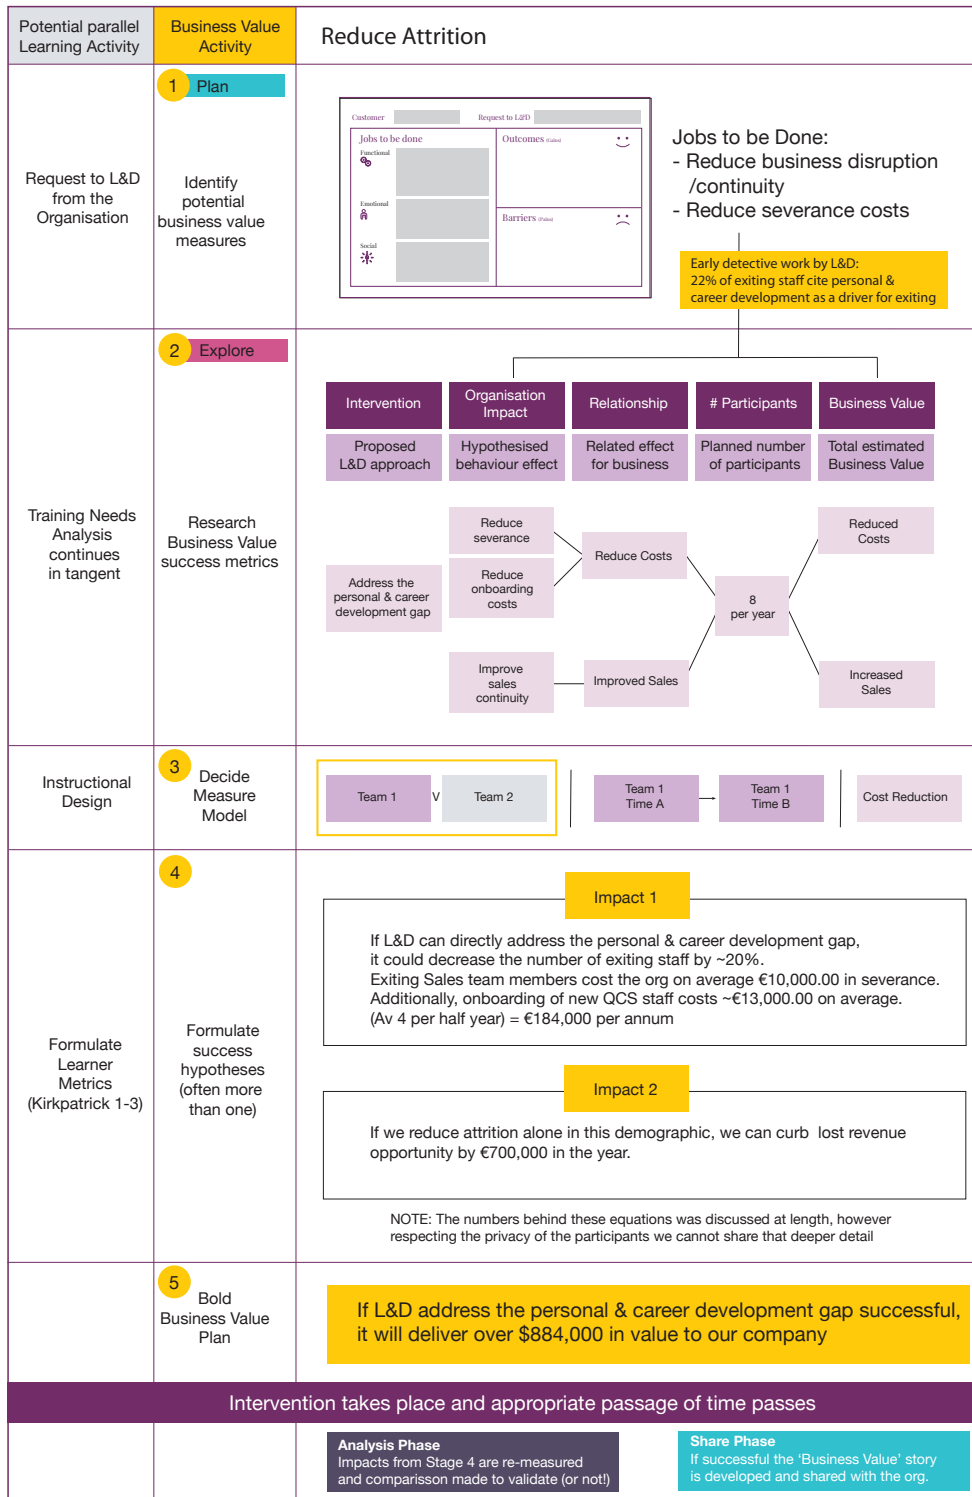 Potential parallel
Learning Activity
Business Value
Activity
Reduce Attrition
1
Plan
Request to L&D
from the
Organisation
Identify
potential
business value
measures
Customer
Request to L&D
Jobs to be done
Functional
Emotional
Social
Outcomes (Gains)
Barriers (Pains)
Jobs to be Done:
- Reduce business disruption
/continuity
- Reduce severance costs
Early detective work by L&D:
22% of exiting staff cite personal &
career development as a driver for exiting
2
Explore
Training Needs
Analysis
continues
in tangent
Research
Business Value
success metrics
Intervention
Organisation
Impact
Relationship
# Participants
Business Value
Proposed
L&D approach
Hypothesised
behaviour effect
Related effect
for business
Planned number
of participants
Total estimated
Business Value
Address the
personal & career
development gap
Reduce
severance
Reduce
onboarding
costs
Improve
sales
continuity
Reduce Costs
Improved Sales
8
per year
Reduced
Costs
Increased
Sales
Instructional
Design
3
Decide
Measure
Model
Team 1
V
Team 2
Team 1
Time A
Team 1
Time B
Cost Reduction
4
Formulate
Learner
Metrics
(Kirkpatrick 1-3)
Formulate
success
hypotheses
(often more
than one)
Impact 1
If L&D can directly address the personal & career development gap,
it could decrease the number of exiting staff by ~20%.
Exiting Sales team members cost the org on average €10,000.00 in severance.
Additionally, onboarding of new QCS staff costs ~€13,000.00 on average.
(Av 4 per half year) = €184,000 per annum
Impact 2
If we reduce attrition alone in this demographic, we can curb lost revenue
opportunity by €700,000 in the year.
NOTE: The numbers behind these equations was discussed at length, however
respecting the privacy of the participants we cannot share that deeper detail
5
Bold
Business Value
Plan
If L&D address the personal & career development gap successful,
it will deliver over $884,000 in value to our company
Intervention takes place and appropriate passage of time passes
Analysis Phase
Impacts from Stage 4 are re-measured
and comparisson made to validate (or not!)
Share Phase
If successful the 'Business Value' story
is developed and shared with the org.